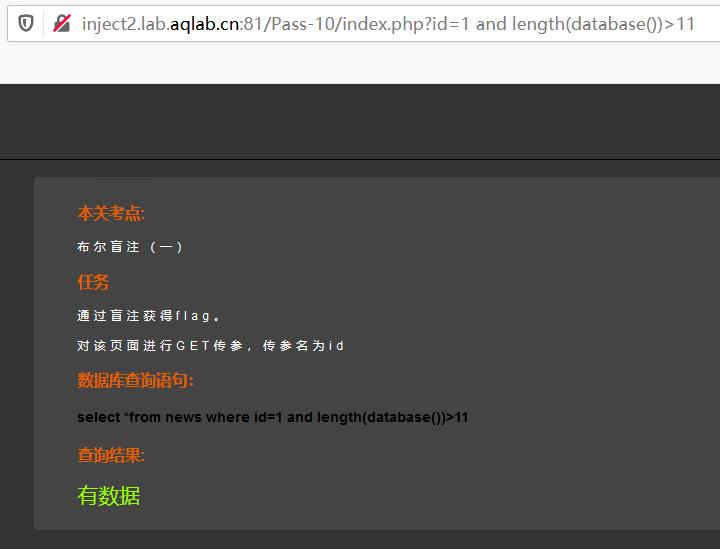 inject2.lab.aqlab.cn:81/Pass-10/index.php?id=1 and length(database())>11
本关考点:
布尔盲注（一）
任务
通过盲注获得flag。
对该页面进行GET传参，传参名为id
数据库查询语句:
select *from news where id=1 and length(database())>11
查询结果:
有数据